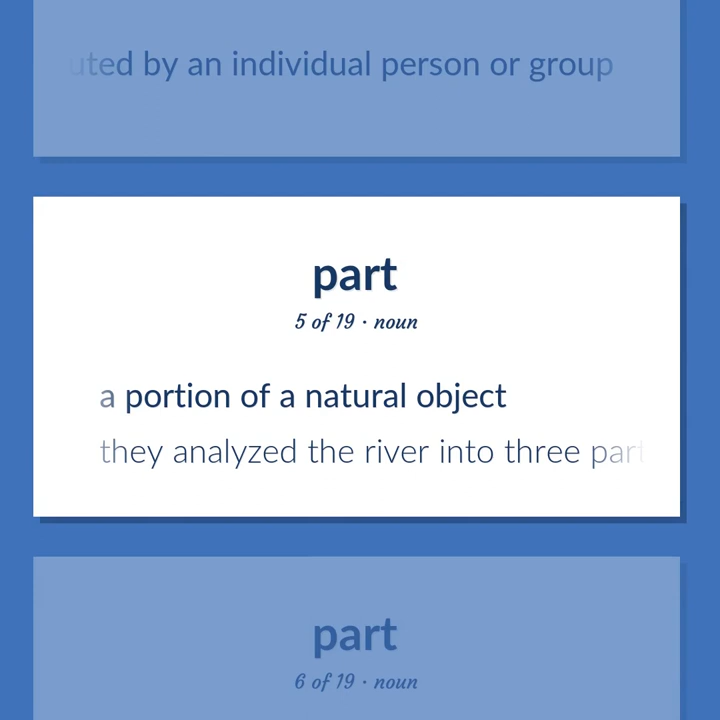 uted by an individual person or group
part
5 of 19 · noun
a portion of a natural object
they analyzed the river into three part
part
6 of 19 · noun